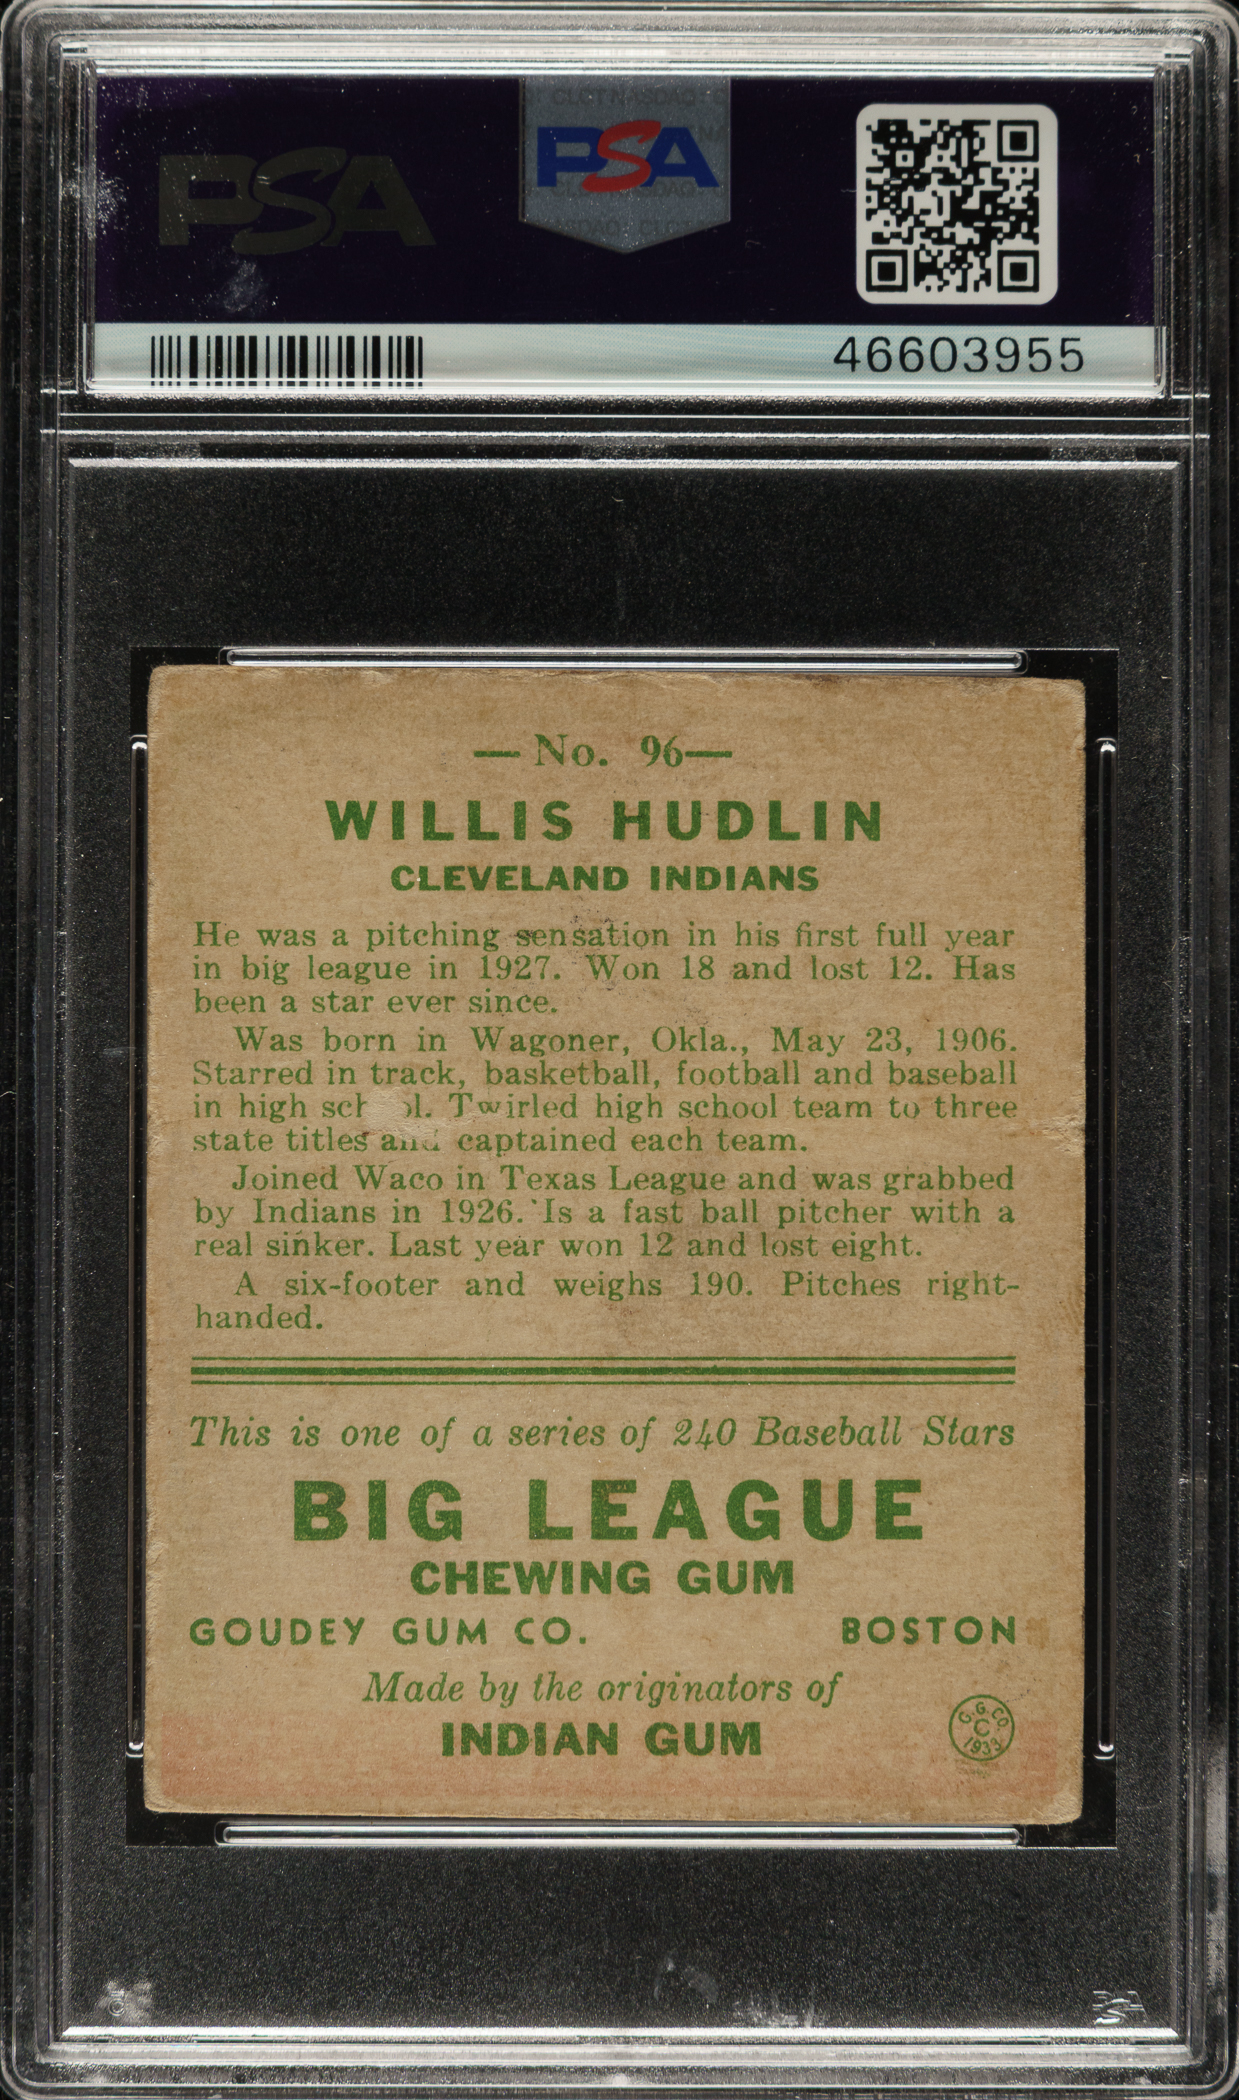 PSA
PSA
46603955
— No. 96—
WILLIS HUDLIN
CLEVELAND INDIANS
He was a pitching sensation in his first full year
in big league in 1927. Won 18 and lost 12. Has
been a star ever since.
Was born in Wagoner, Okla., May 23, 1906.
Starred in track, basketball, football and baseball
in high Twirled high school team to three
state titles and captained each team.
Joined Waco in Texas League and was grabbed
by Indians in 1926. Is a fast ball pitcher with a
real sinker. Last year won 12 and lost eight.
A six-footer and weighs 190. Pitches right-
handed.
This is one of a series of 240 Baseball Stars
BIG LEAGUE
CHEWING GUM
GOUDEY GUM CO. BOSTON
Made by the originators of
INDIAN GUM
G.G.CO.
C
1933